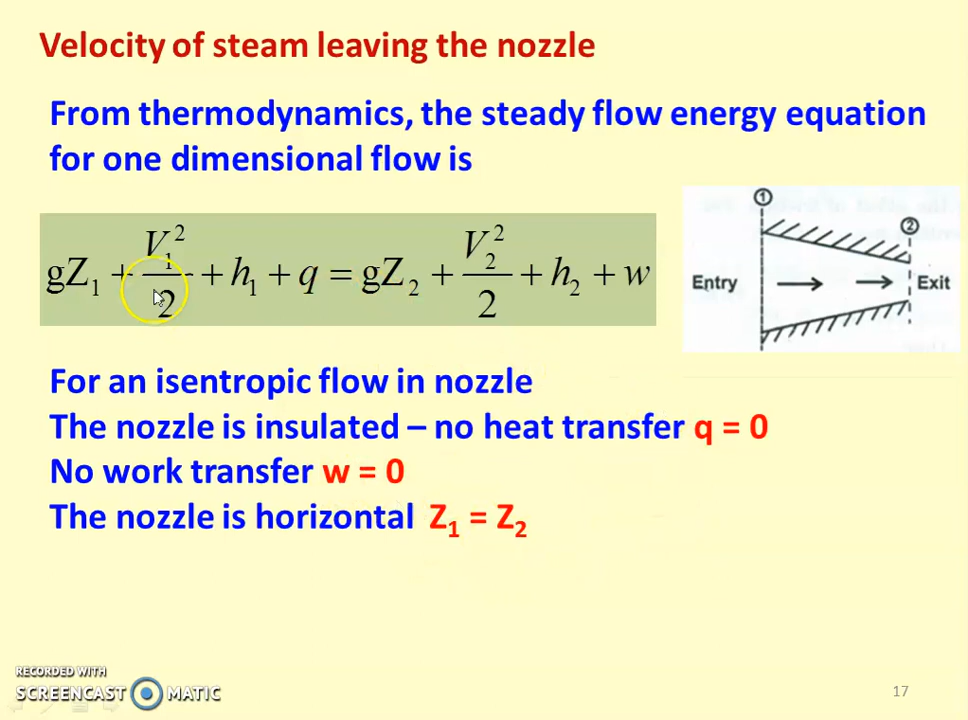 Velocity of steam leaving the nozzle
From thermodynamics, the steady flow energy equation
for one dimensional flow is
gZ₁ + V₁²/2 + h₁ + q = gZ₂ + V₂²/2 + h₂ + w
①
②
Entry
Exit
For an isentropic flow in nozzle
The nozzle is insulated – no heat transfer q = 0
No work transfer w = 0
The nozzle is horizontal Z₁ = Z₂
RECORDED WITH
SCREENCAST MATIC
17